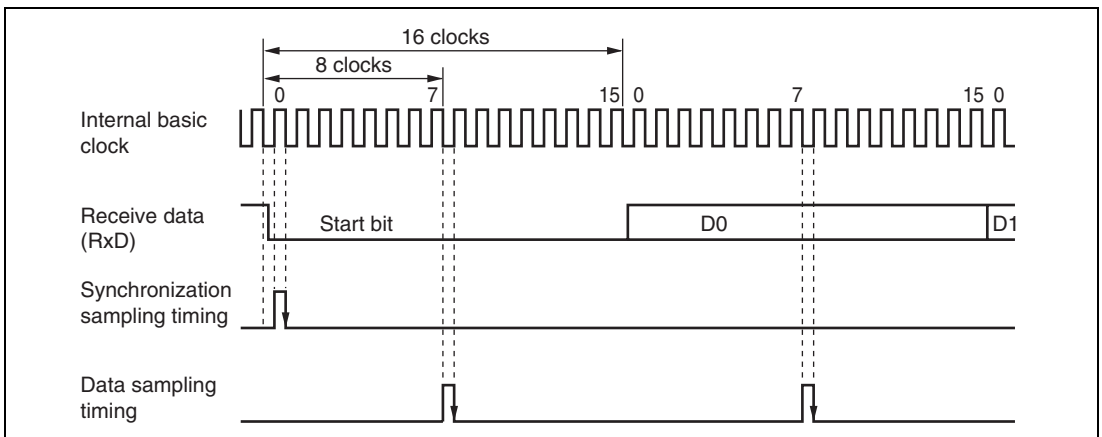 16 clocks
8 clocks
0 7 15 0 7 15 0
Internal basic
clock
Receive data
(RxD)
Start bit D0 D1
Synchronization
sampling timing
Data sampling
timing